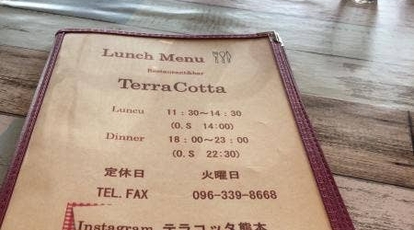 Lunch Menu
Restaurant&bar
TerraCotta
Luncu 11：30～14：30
(O.S 14:00)
Dinner 18：00～23：00
(O.S 22:30)
定休日 火曜日
TEL.FAX 096-339-8668
Instagram テラコッタ熊本